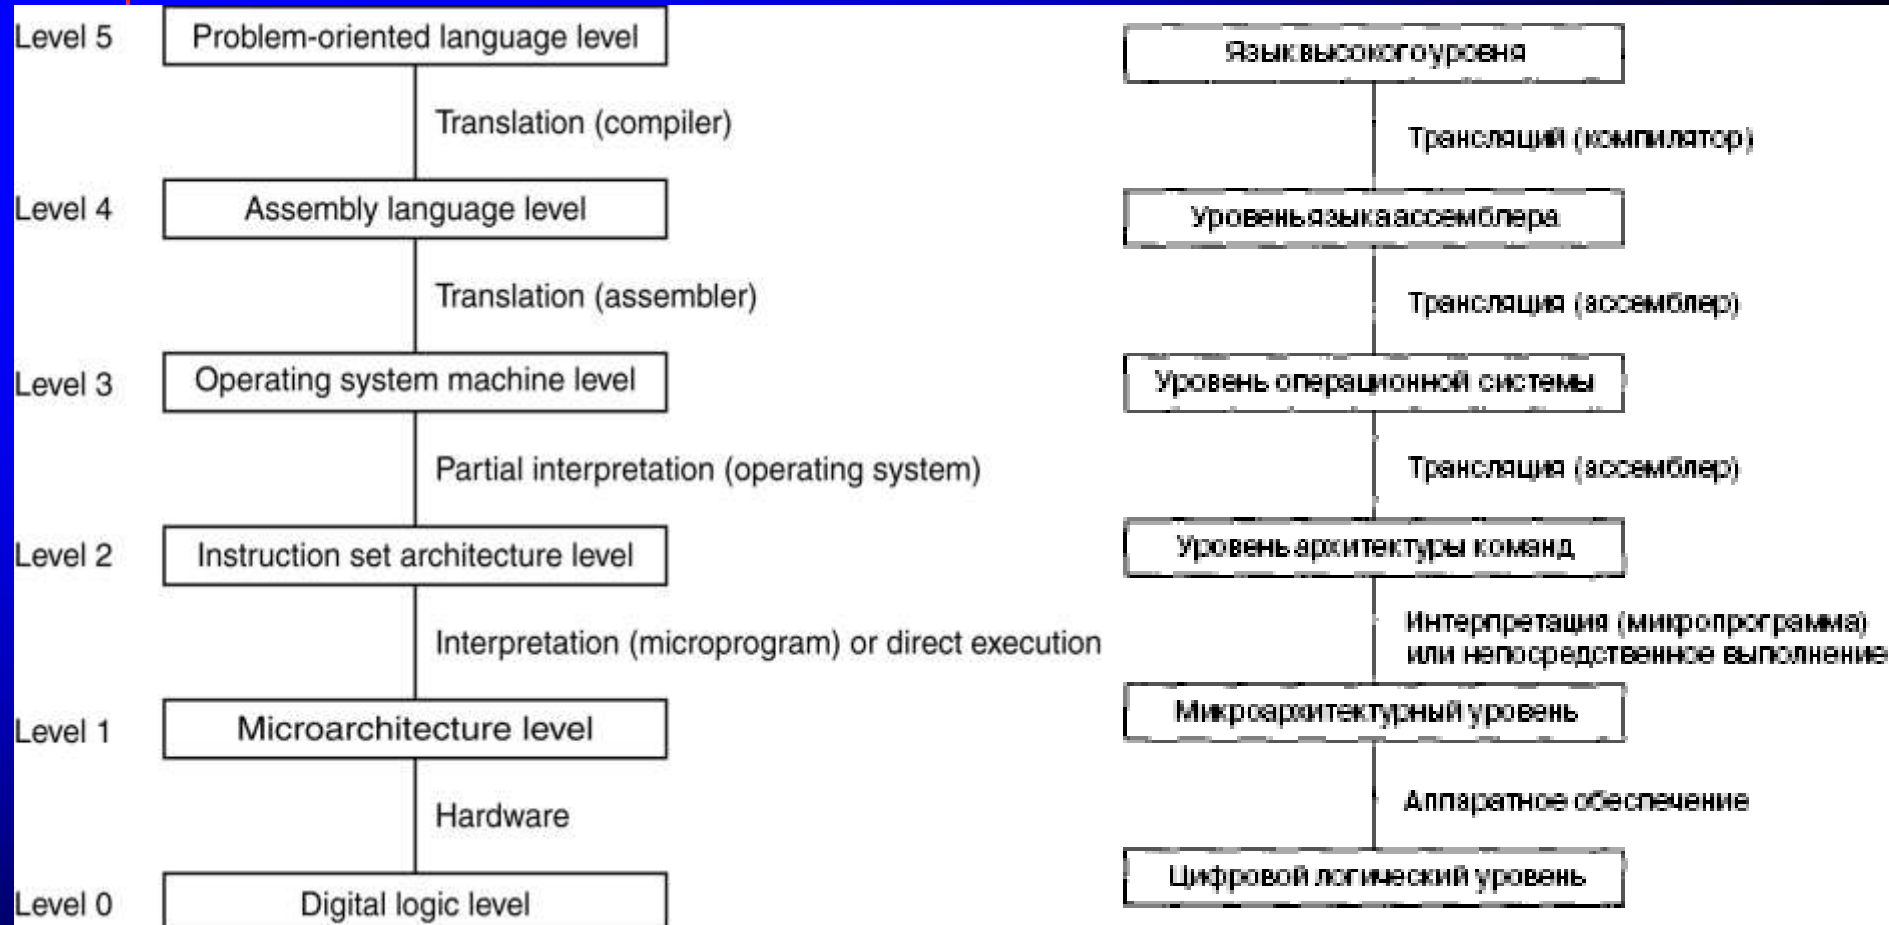 Level 5
Problem-oriented language level
Translation (compiler)
Level 4
Assembly language level
Translation (assembler)
Level 3
Operating system machine level
Partial interpretation (operating system)
Level 2
Instruction set architecture level
Interpretation (microprogram) or direct execution
Level 1
Microarchitecture level
Hardware
Level 0
Digital logic level
Язык высокого уровня
Трансляций (компилятор)
Уровень языка ассемблера
Трансляция (ассемблер)
Уровень операционной системы
Трансляция (ассемблер)
Уровень архитектуры команд
Интерпретация (микропрограмма)
или непосредственное выполнение
Микроархитектурный уровень
Аппаратное обеспечение
Цифровой логический уровень